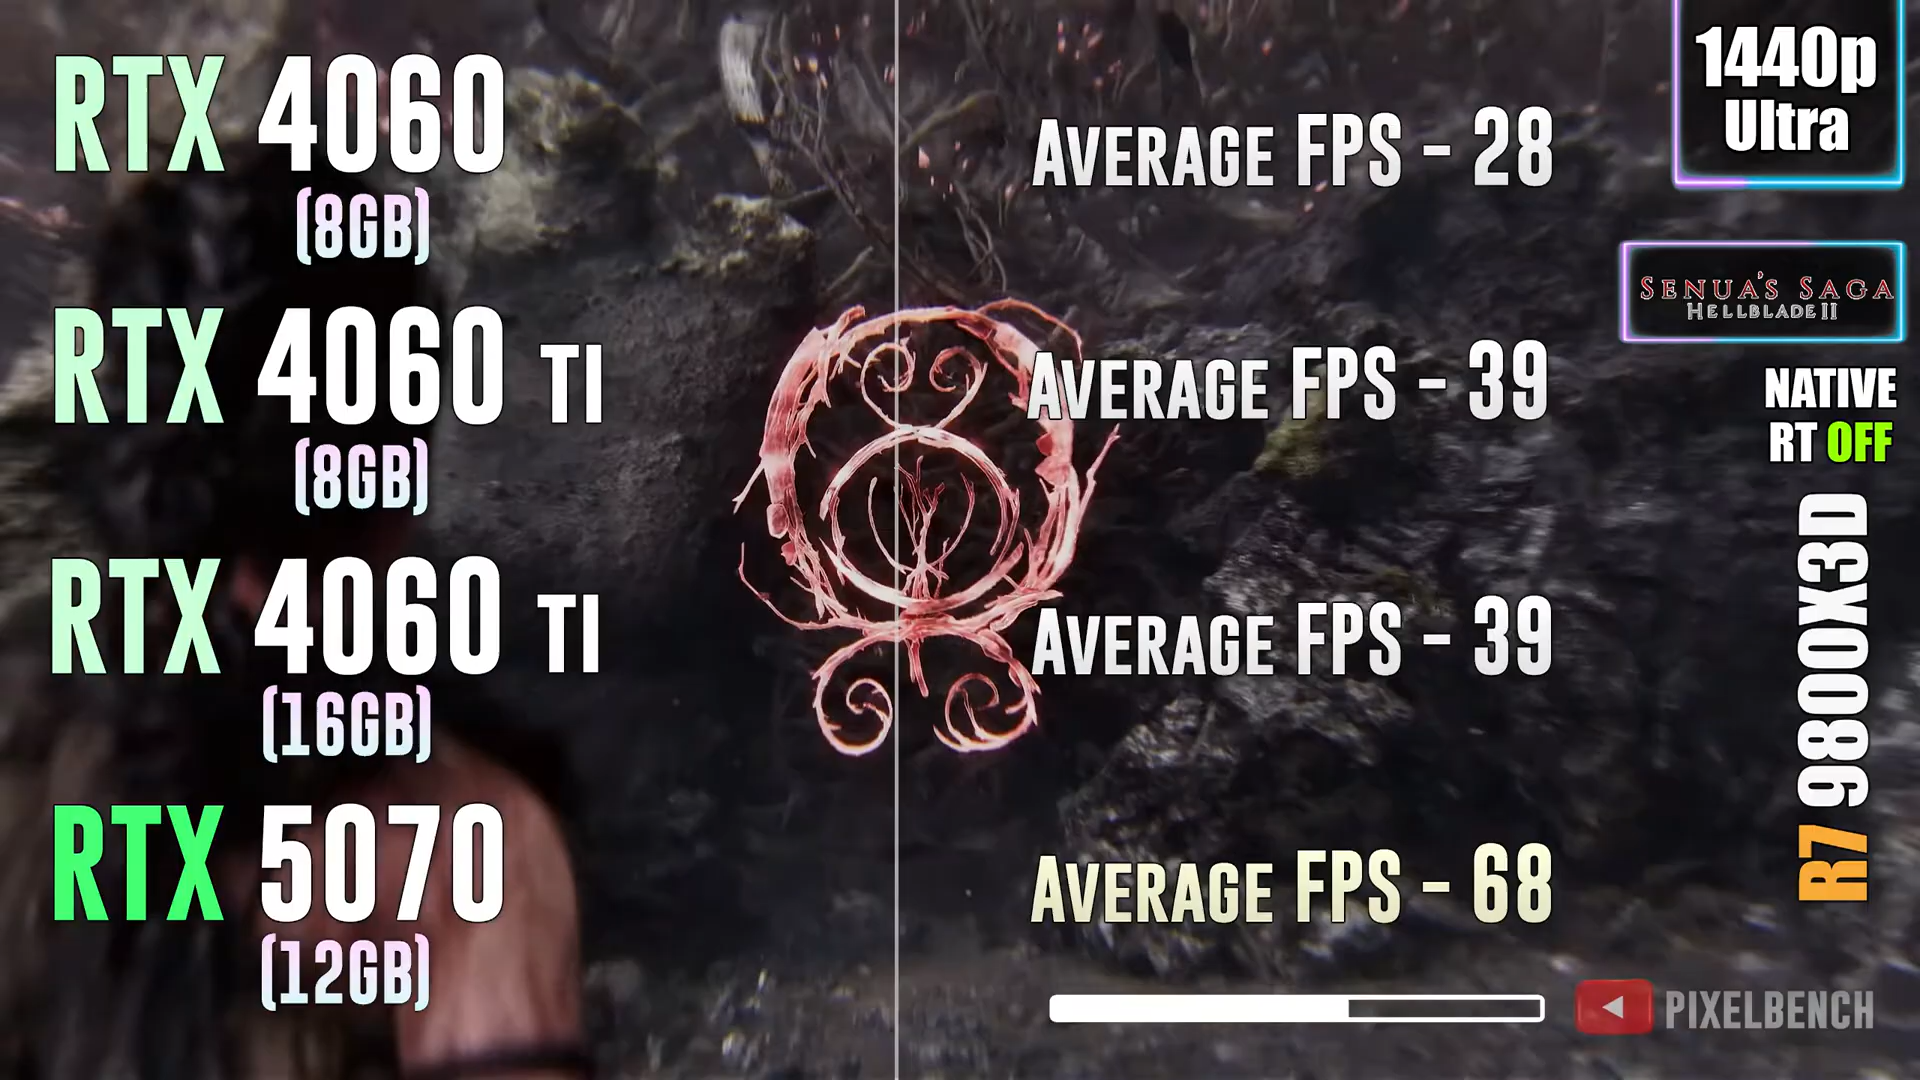 RTX 4060
(8GB)
Average FPS - 28
RTX 4060 TI
(8GB)
Average FPS - 39
RTX 4060 TI
(16GB)
Average FPS - 39
RTX 5070
(12GB)
Average FPS - 68
1440p
Ultra
SENUA'S SAGA
HELLBLADE II
NATIVE
RT OFF
R7 9800X3D
PIXELBENCH